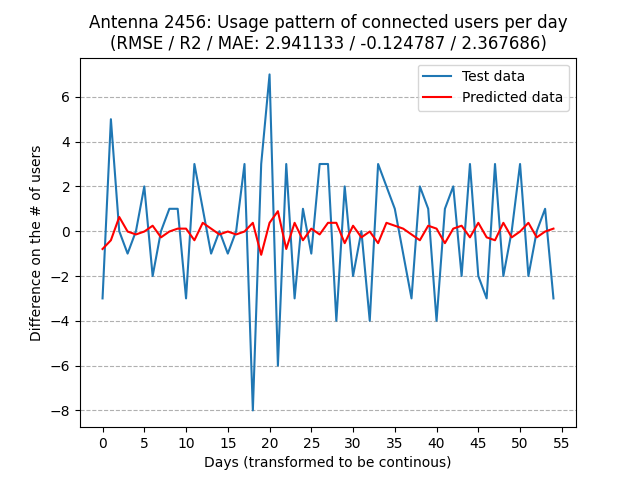 Antenna 2456: Usage pattern of connected users per day
(RMSE / R2 / MAE: 2.941133 / -0.124787 / 2.367686)
Test data
Predicted data
Difference on the # of users
6
4
2
0
−2
−4
−6
−8
0 5 10 15 20 25 30 35 40 45 50 55
Days (transformed to be continous)